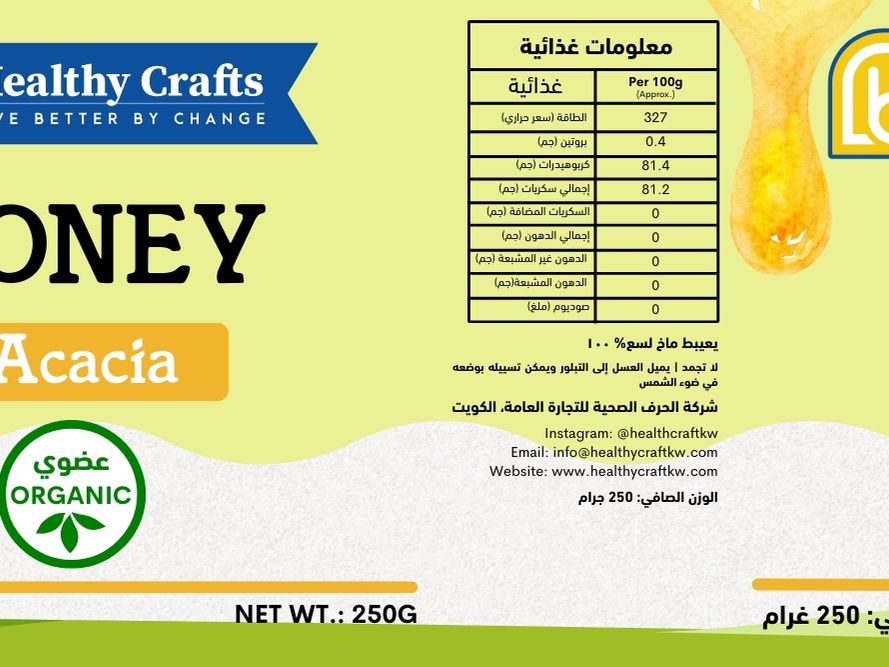 ealthy Crafts
VE BETTER BY CHANGE
ONEY
Acacia
عضوي
ORGANIC
NET WT.: 250G
معلومات غذائية
غذائية Per 100g
(Approx.)
الطاقة (سعر حراري) 327
بروتين (جم) 0.4
كربوهيدرات (جم) 81.4
إجمالي سكريات (جم) 81.2
السكريات المضافة (جم) 0
إجمالي الدهون (جم) 0
الدهون غير المشبعة (جم) 0
الدهون المشبعة(جم) 0
صوديوم (ملغ) 0
يعيبط ماخ لسع% ١٠٠
لا تجمد | يميل العسل إلى التبلور ويمكن تسييله بوضعه
في ضوء الشمس
شركة الحرف الصحية للتجارة العامة، الكويت
Instagram: @healthcraftkw
Email: info@healthycraftkw.com
Website: www.healthycraftkw.com
الوزن الصافي: 250 جرام
ي: 250 غرام